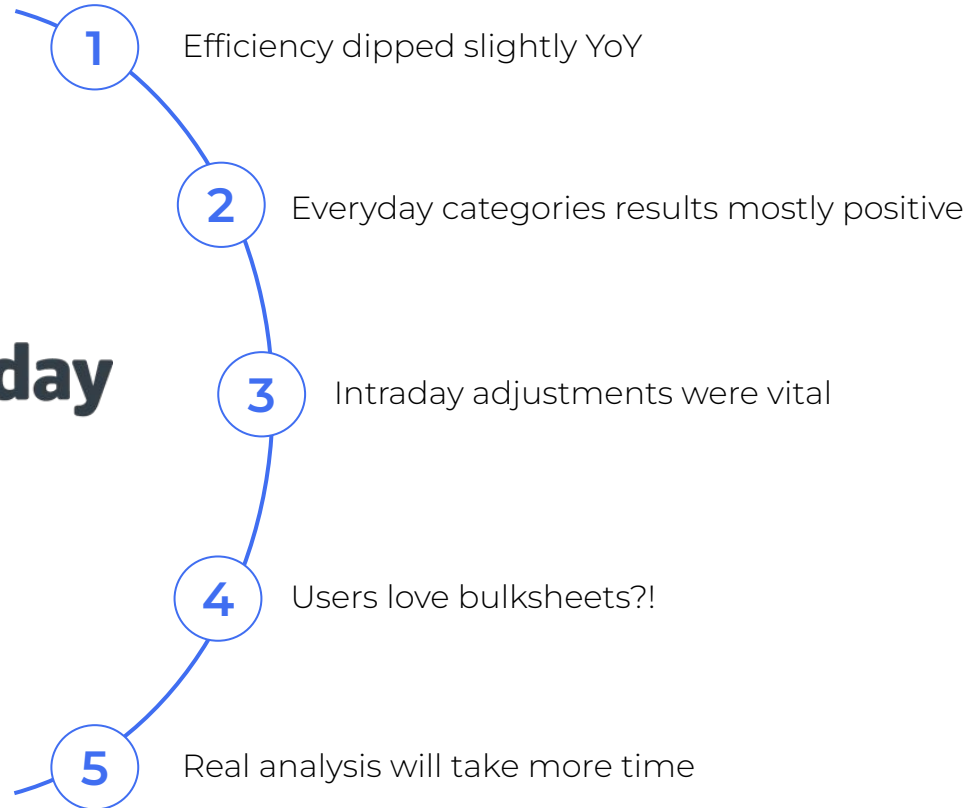 1 Efficiency dipped slightly YoY
2 Everyday categories results mostly positive
day
3 Intraday adjustments were vital
4 Users love bulksheets?!
5 Real analysis will take more time